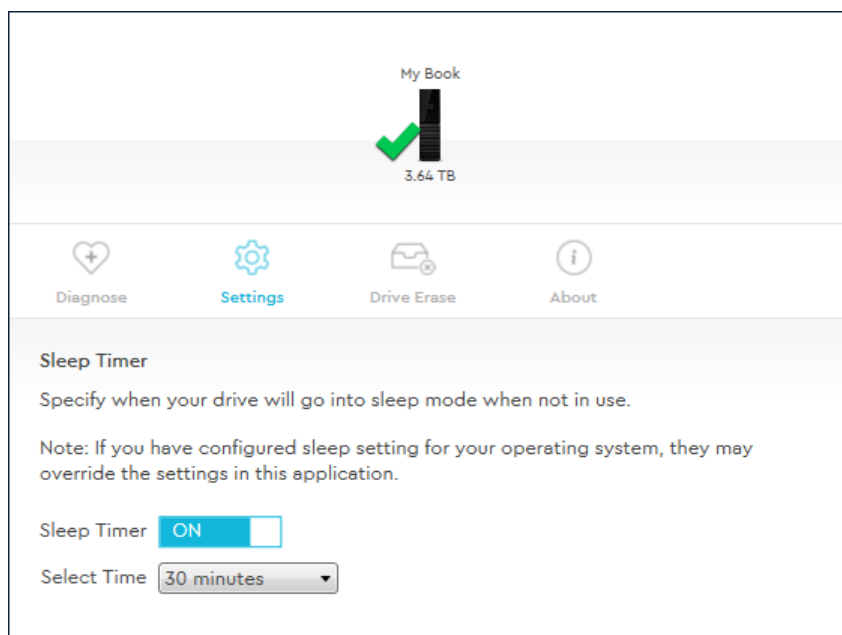 My Book
3.64 TB
Diagnose
Settings
Drive Erase
About
Sleep Timer
Specify when your drive will go into sleep mode when not in use.
Note: If you have configured sleep setting for your operating system, they may
override the settings in this application.
Sleep Timer ON
Select Time 30 minutes